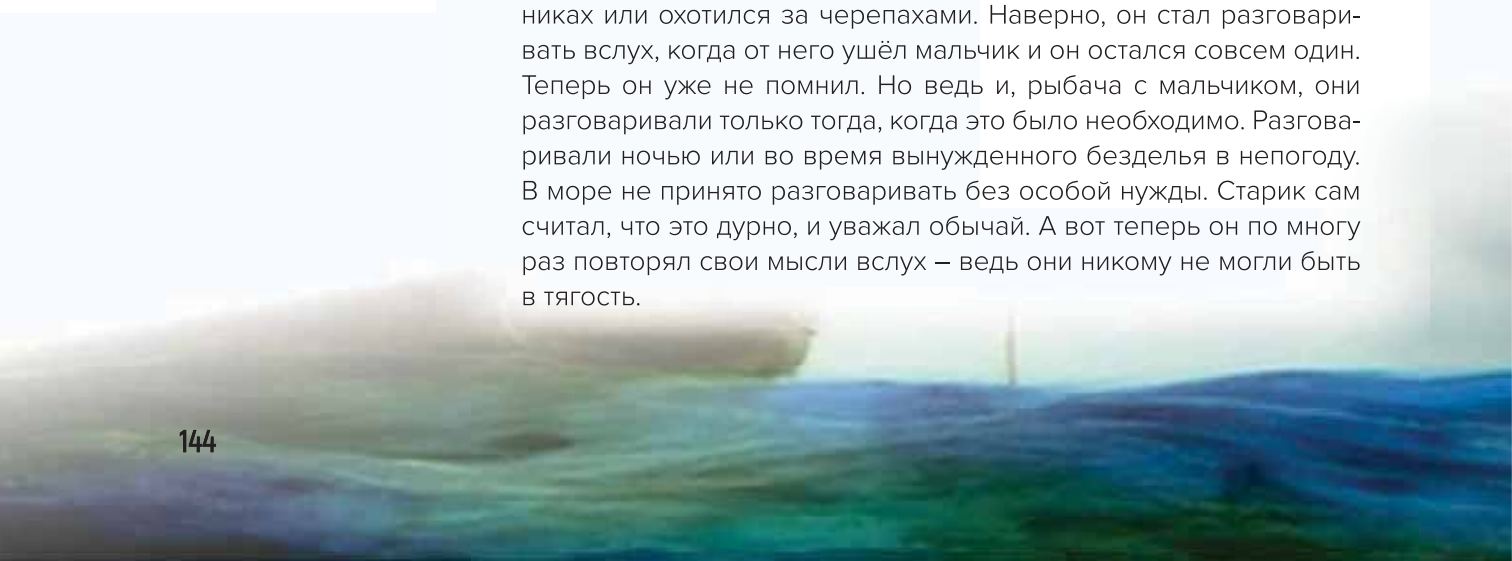 никах или охотился за черепахами. Наверно, он стал разговари-
вать вслух, когда от него ушёл мальчик и он остался совсем один.
Теперь он уже не помнил. Но ведь и, рыбача с мальчиком, они
разговаривали только тогда, когда это было необходимо. Разгова-
ривали ночью или во время вынужденного безделья в непогоду.
В море не принято разговаривать без особой нужды. Старик сам
считал, что это дурно, и уважал обычай. А вот теперь он по многу
раз повторял свои мысли вслух – ведь они никому не могли быть
в тягость.
144